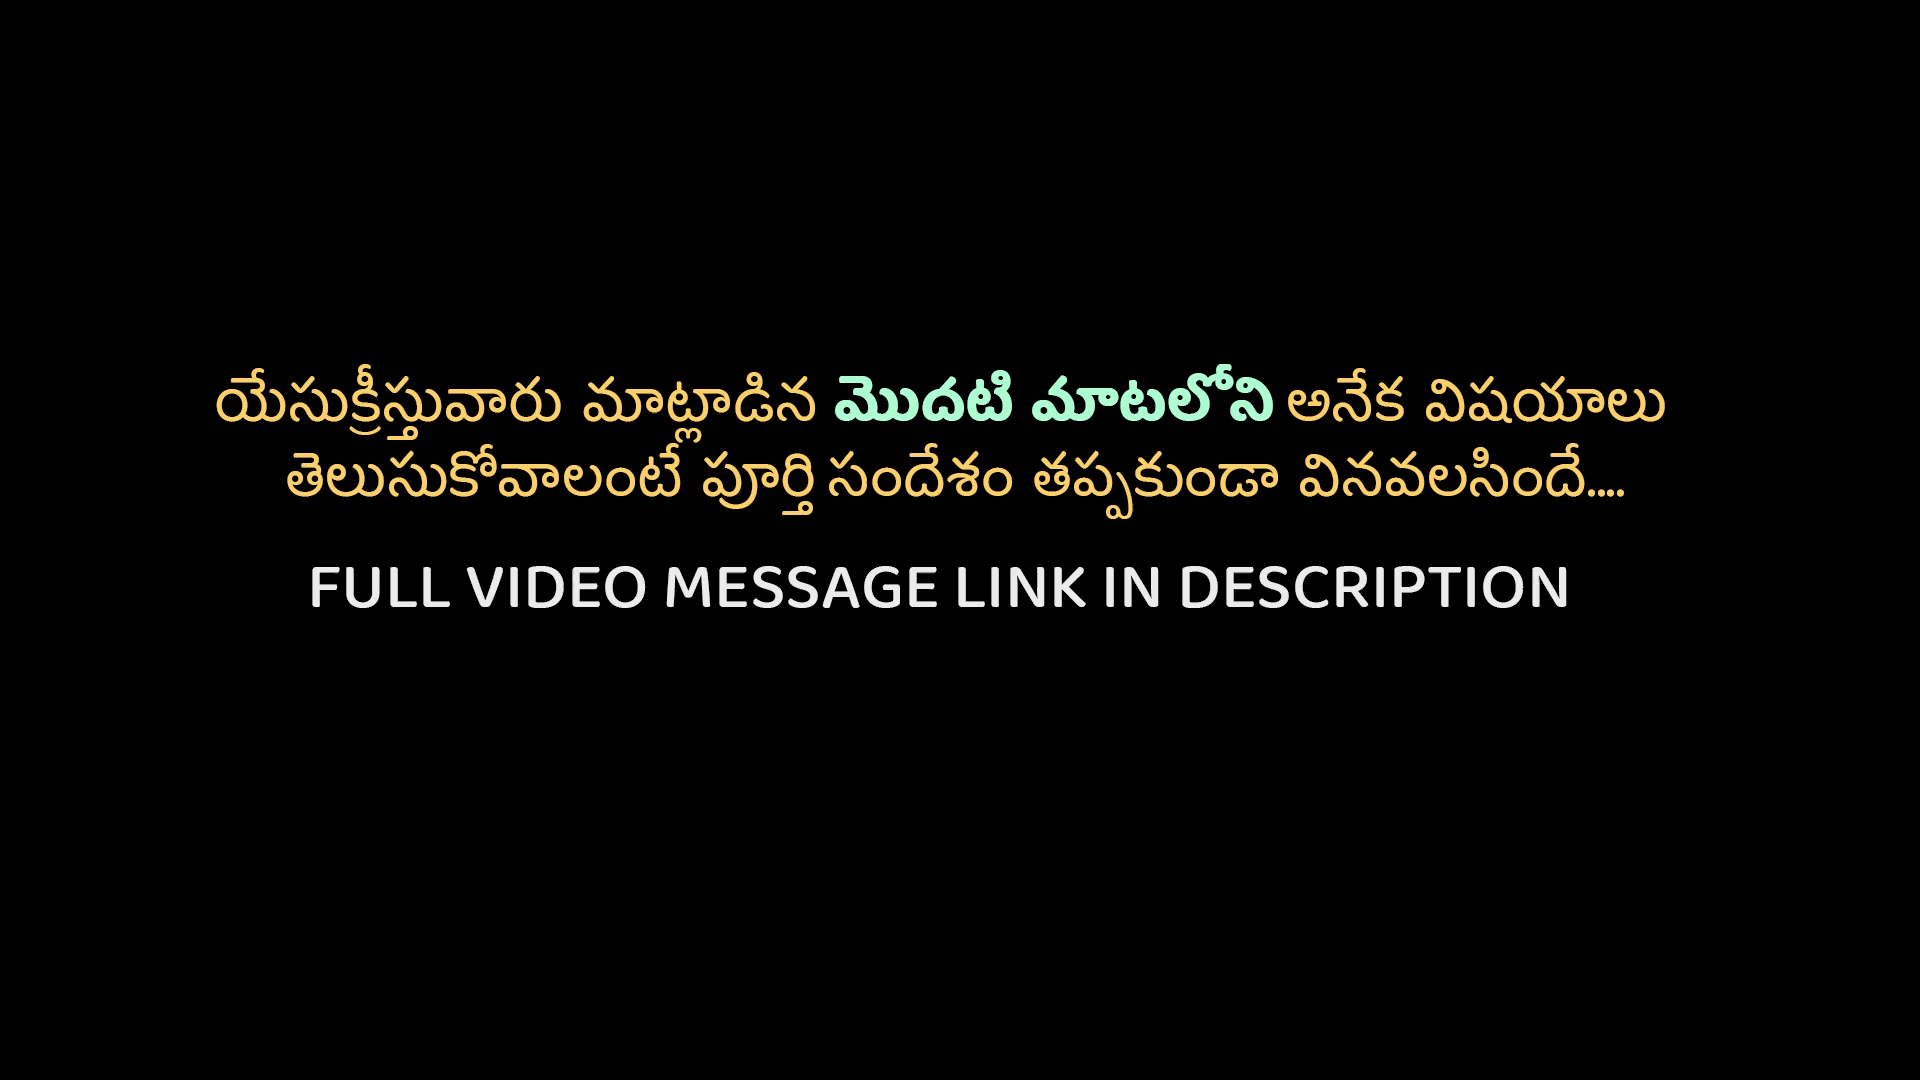 యేసుక్రీస్తువారు మాట్లాడిన మొదటి మాటలోని అనేక విషయాలు
తెలుసుకోవాలంటే పూర్తి సందేశం తప్పకుండా వినవలసిందే....
FULL VIDEO MESSAGE LINK IN DESCRIPTION